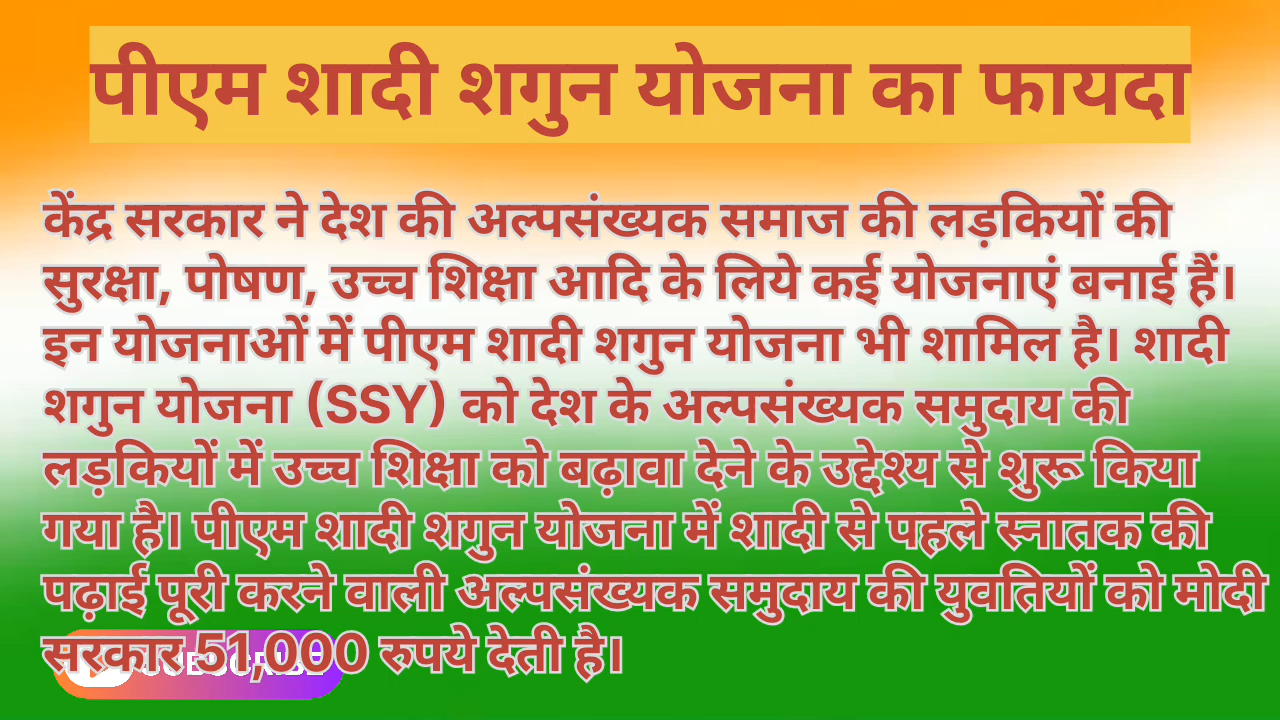 पीएम शादी शगुन योजना का फायदा
केंद्र सरकार ने देश की अल्पसंख्यक समाज की लड़कियों की
सुरक्षा, पोषण, उच्च शिक्षा आदि के लिये कई योजनाएं बनाई हैं।
इन योजनाओं में पीएम शादी शगुन योजना भी शामिल है। शादी
शगुन योजना (SSY) को देश के अल्पसंख्यक समुदाय की
लड़कियों में उच्च शिक्षा को बढ़ावा देने के उद्देश्य से शुरू किया
गया है। पीएम शादी शगुन योजना में शादी से पहले स्नातक की
पढ़ाई पूरी करने वाली अल्पसंख्यक समुदाय की युवतियों को मोदी
सरकार 51,000 रुपये देती है।
SUBSCRIBE